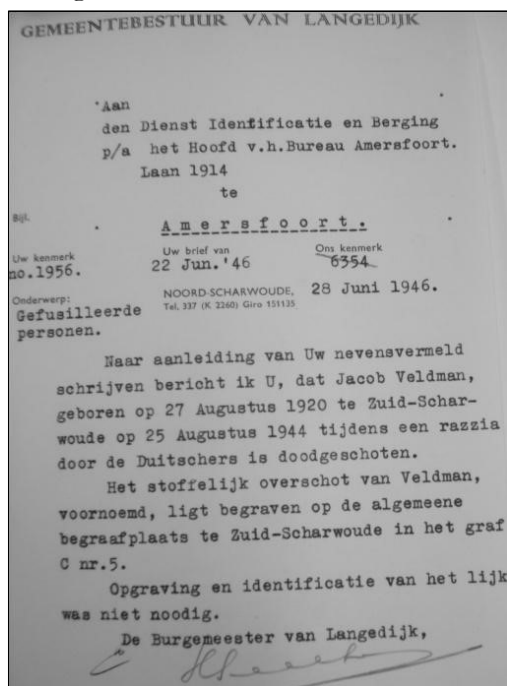 GEMEENTEBESTUUR VAN LANGEDIJK
Aan
den Dienst Identificatie en Berging
p/a het Hoofd v.h.Bureau Amersfoort.
Laan 1914
te
Amersfoort.
Bijl.
Uw kenmerk Uw brief van Ons kenmerk
no.1956. 22 Jun.'46 6354
Onderwerp: NOORD-SCHARWOUDE, 28 Juni 1946.
Gefusilleerde Tel. 337 (K 2260) Giro 151135
personen.
Naar aanleiding van Uw nevensvermeld
schrijven bericht ik U, dat Jacob Veldman,
geboren op 27 Augustus 1920 te Zuid-Schar-
woude op 25 Augustus 1944 tijdens een razzia
door de Duitschers is doodgeschoten.
Het stoffelijk overschot van Veldman,
voornoemd, ligt begraven op de algemeene
begraafplaats te Zuid-Scharwoude in het graf
C nr.5.
Opgraving en identificatie van het lijk
was niet noodig.
De Burgemeester van Langedijk,